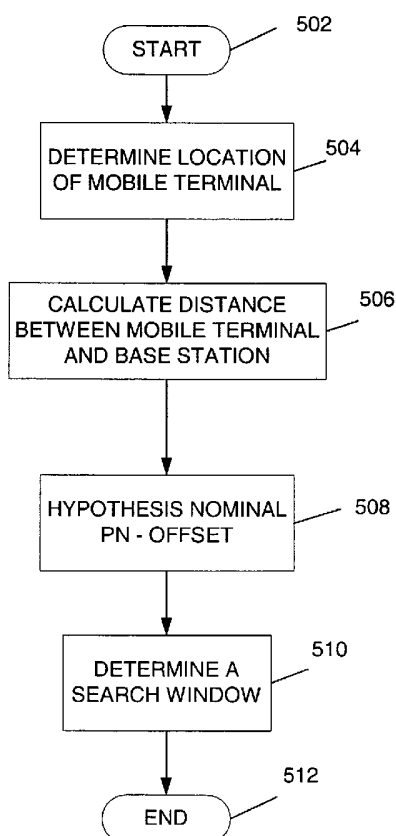 START
502
DETERMINE LOCATION
OF MOBILE TERMINAL
504
CALCULATE DISTANCE
BETWEEN MOBILE TERMINAL
AND BASE STATION
506
HYPOTHESIS NOMINAL
PN - OFFSET
508
DETERMINE A
SEARCH WINDOW
510
END
512